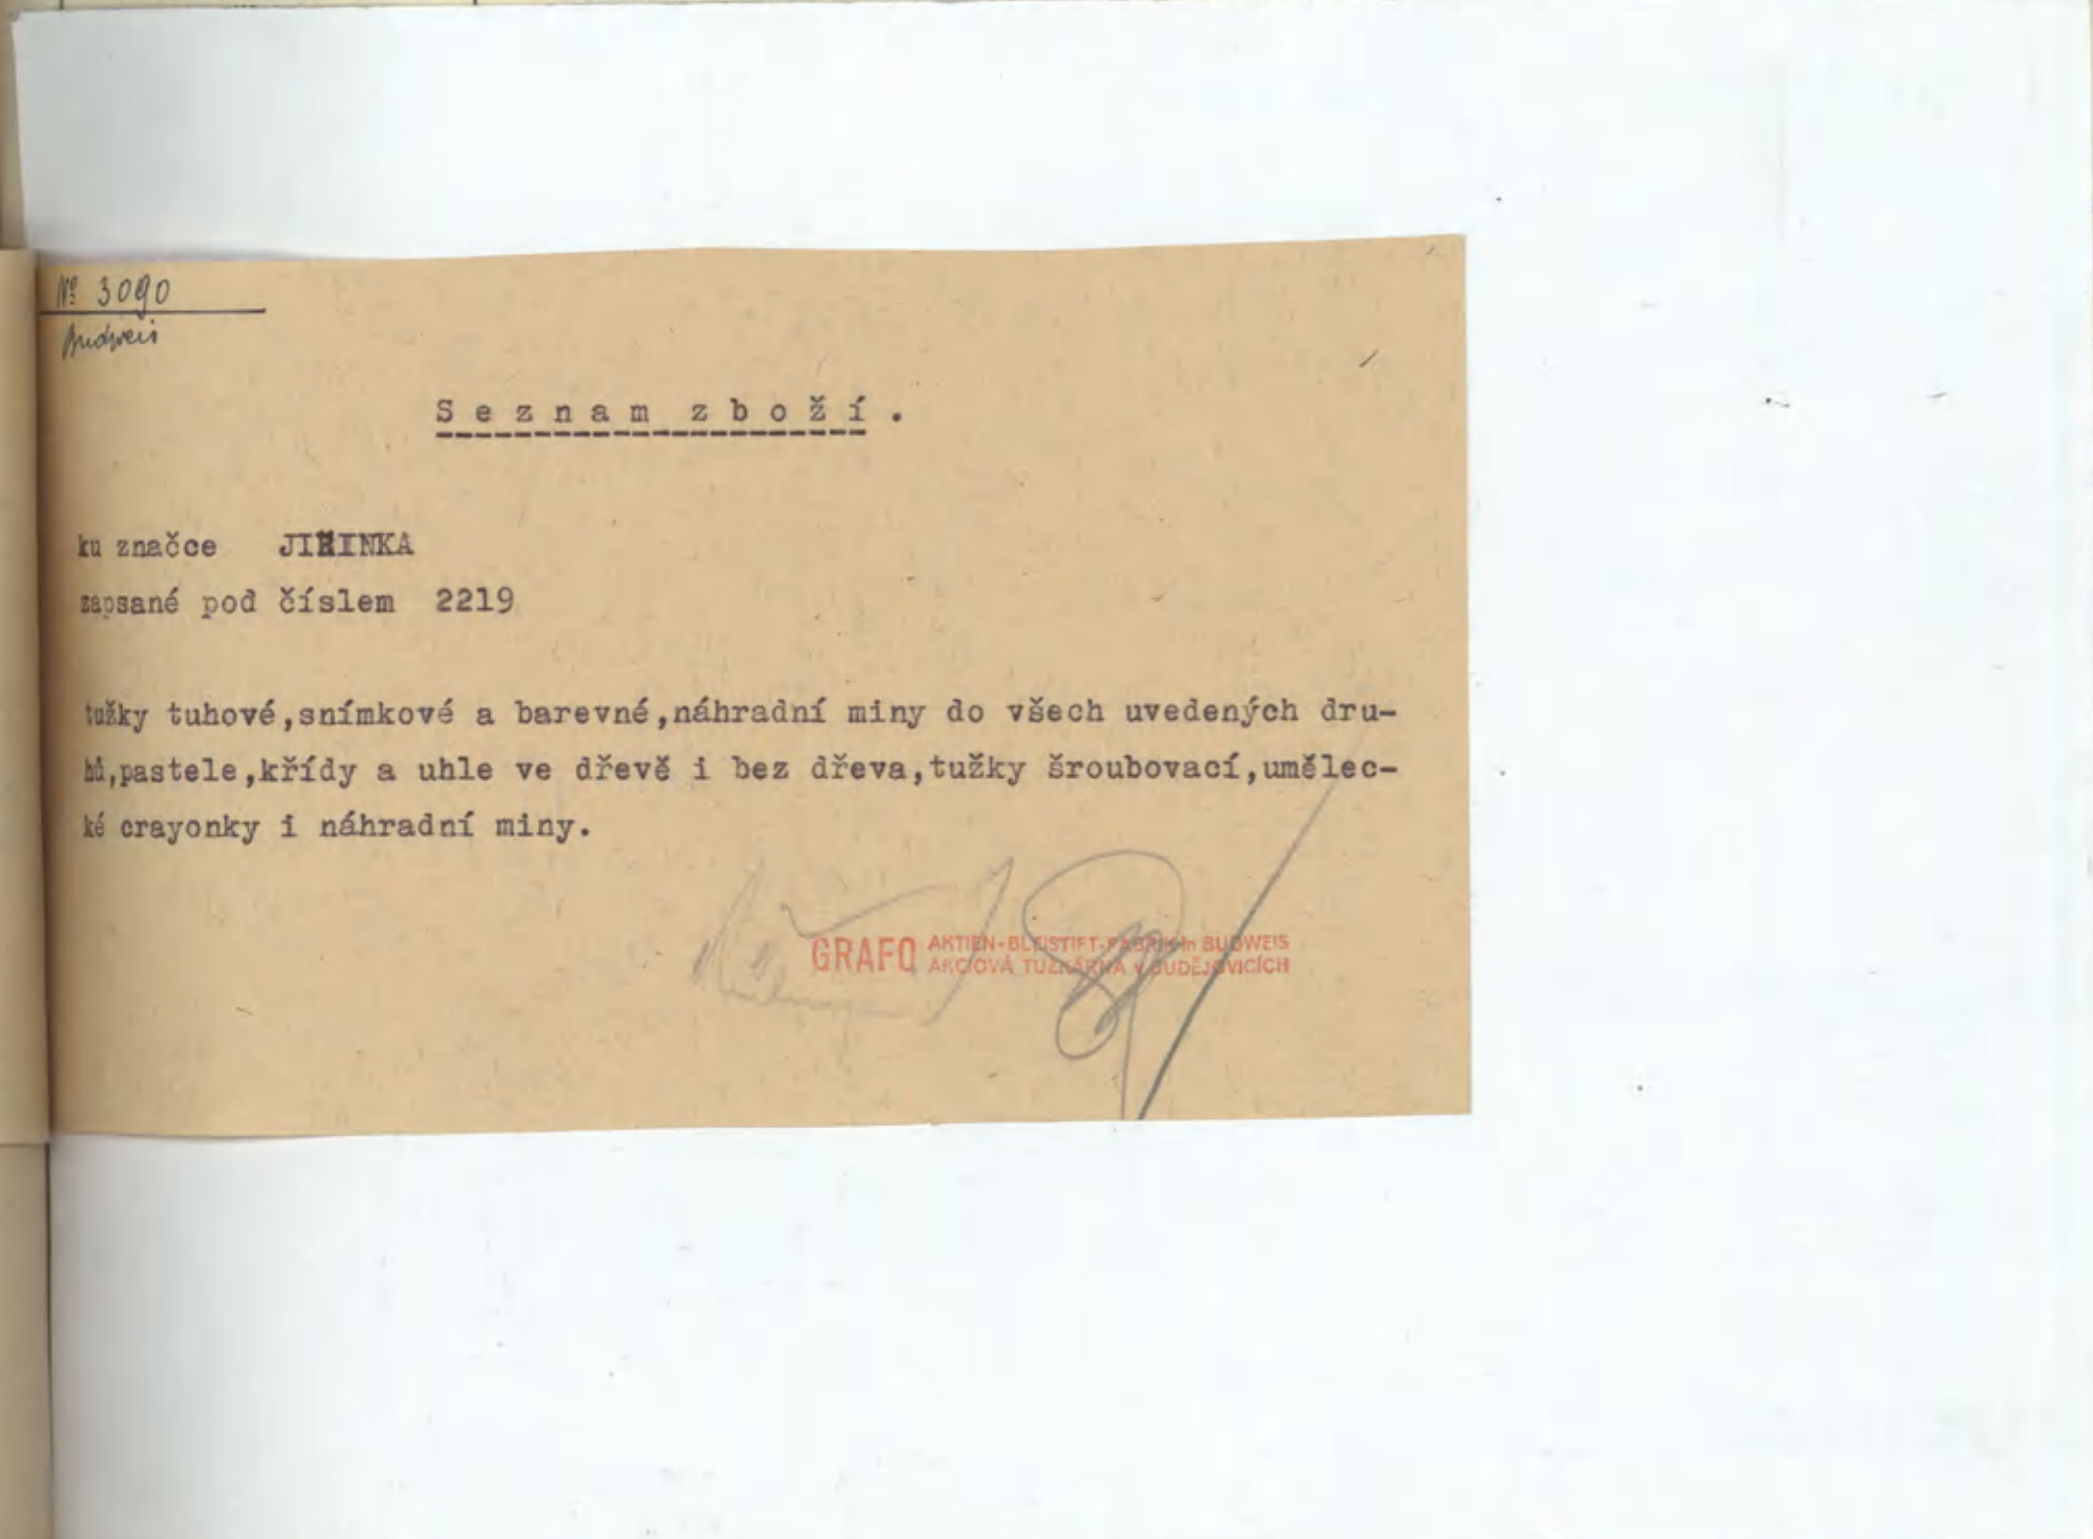 № 3090
Budweis
Seznam zboží.
ku značce JIŘINKA
zapsané pod číslem 2219
tužky tuhové,snímkové a barevné,náhradní miny do všech uvedených dru-
hů,pastele,křídy a uhle ve dřevě i bez dřeva,tužky šroubovací,umělec-
ké crayonky i náhradní miny.
GRAFO AKTIEN-BLEISTIFT-FABRIK in BUDWEIS
AKCIOVÁ TUŽKÁRNA v BUDĚJOVICÍCH